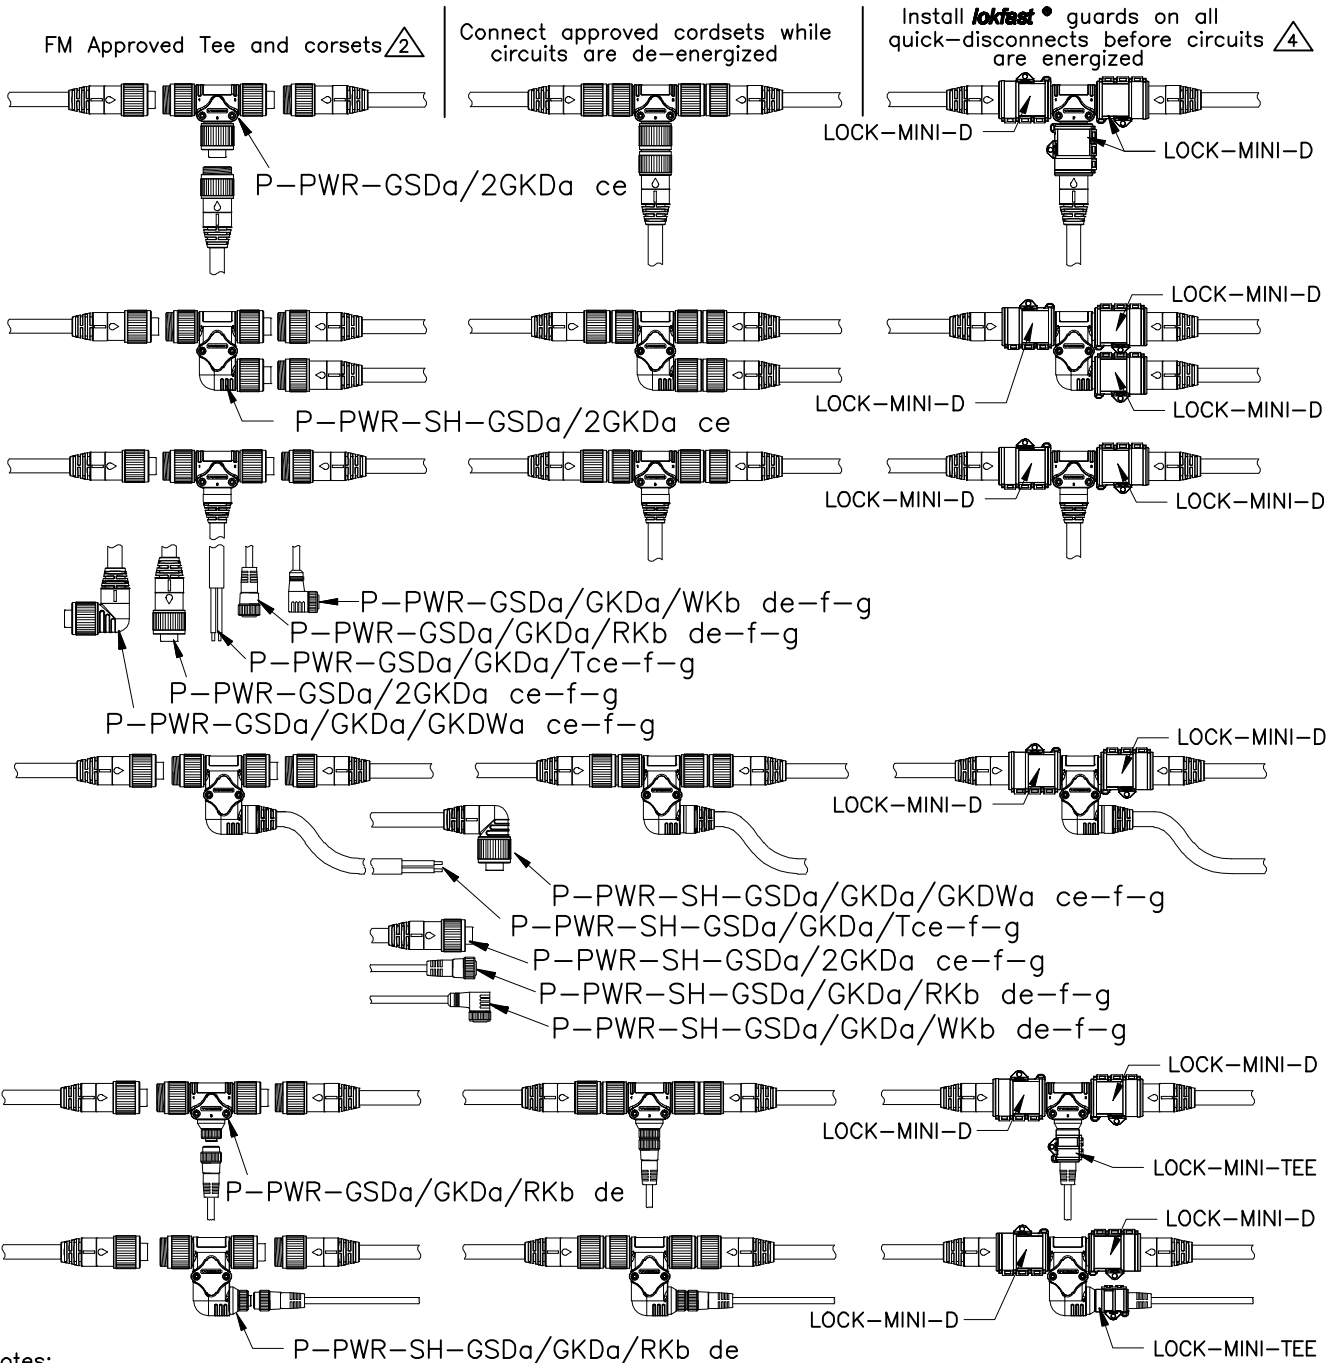 FM Approved Tee and corsets 2
Connect approved cordsets while
circuits are de-energized
Install lokfast ® guards on all
quick-disconnects before circuits 4
are energized
LOCK-MINI-D
LOCK-MINI-D
P-PWR-GSDa/2GKDa ce
LOCK-MINI-D
LOCK-MINI-D
LOCK-MINI-D
P-PWR-SH-GSDa/2GKDa ce
LOCK-MINI-D
LOCK-MINI-D
P-PWR-GSDa/GKDa/WKb de-f-g
P-PWR-GSDa/GKDa/RKb de-f-g
P-PWR-GSDa/GKDa/Tce-f-g
P-PWR-GSDa/2GKDa ce-f-g
P-PWR-GSDa/GKDa/GKDWa ce-f-g
LOCK-MINI-D
LOCK-MINI-D
P-PWR-SH-GSDa/GKDa/GKDWa ce-f-g
P-PWR-SH-GSDa/GKDa/Tce-f-g
P-PWR-SH-GSDa/2GKDa ce-f-g
P-PWR-SH-GSDa/GKDa/RKb de-f-g
P-PWR-SH-GSDa/GKDa/WKb de-f-g
LOCK-MINI-D
LOCK-MINI-D
LOCK-MINI-TEE
P-PWR-GSDa/GKDa/RKb de
LOCK-MINI-D
LOCK-MINI-D
LOCK-MINI-TEE
P-PWR-SH-GSDa/GKDa/RKb de